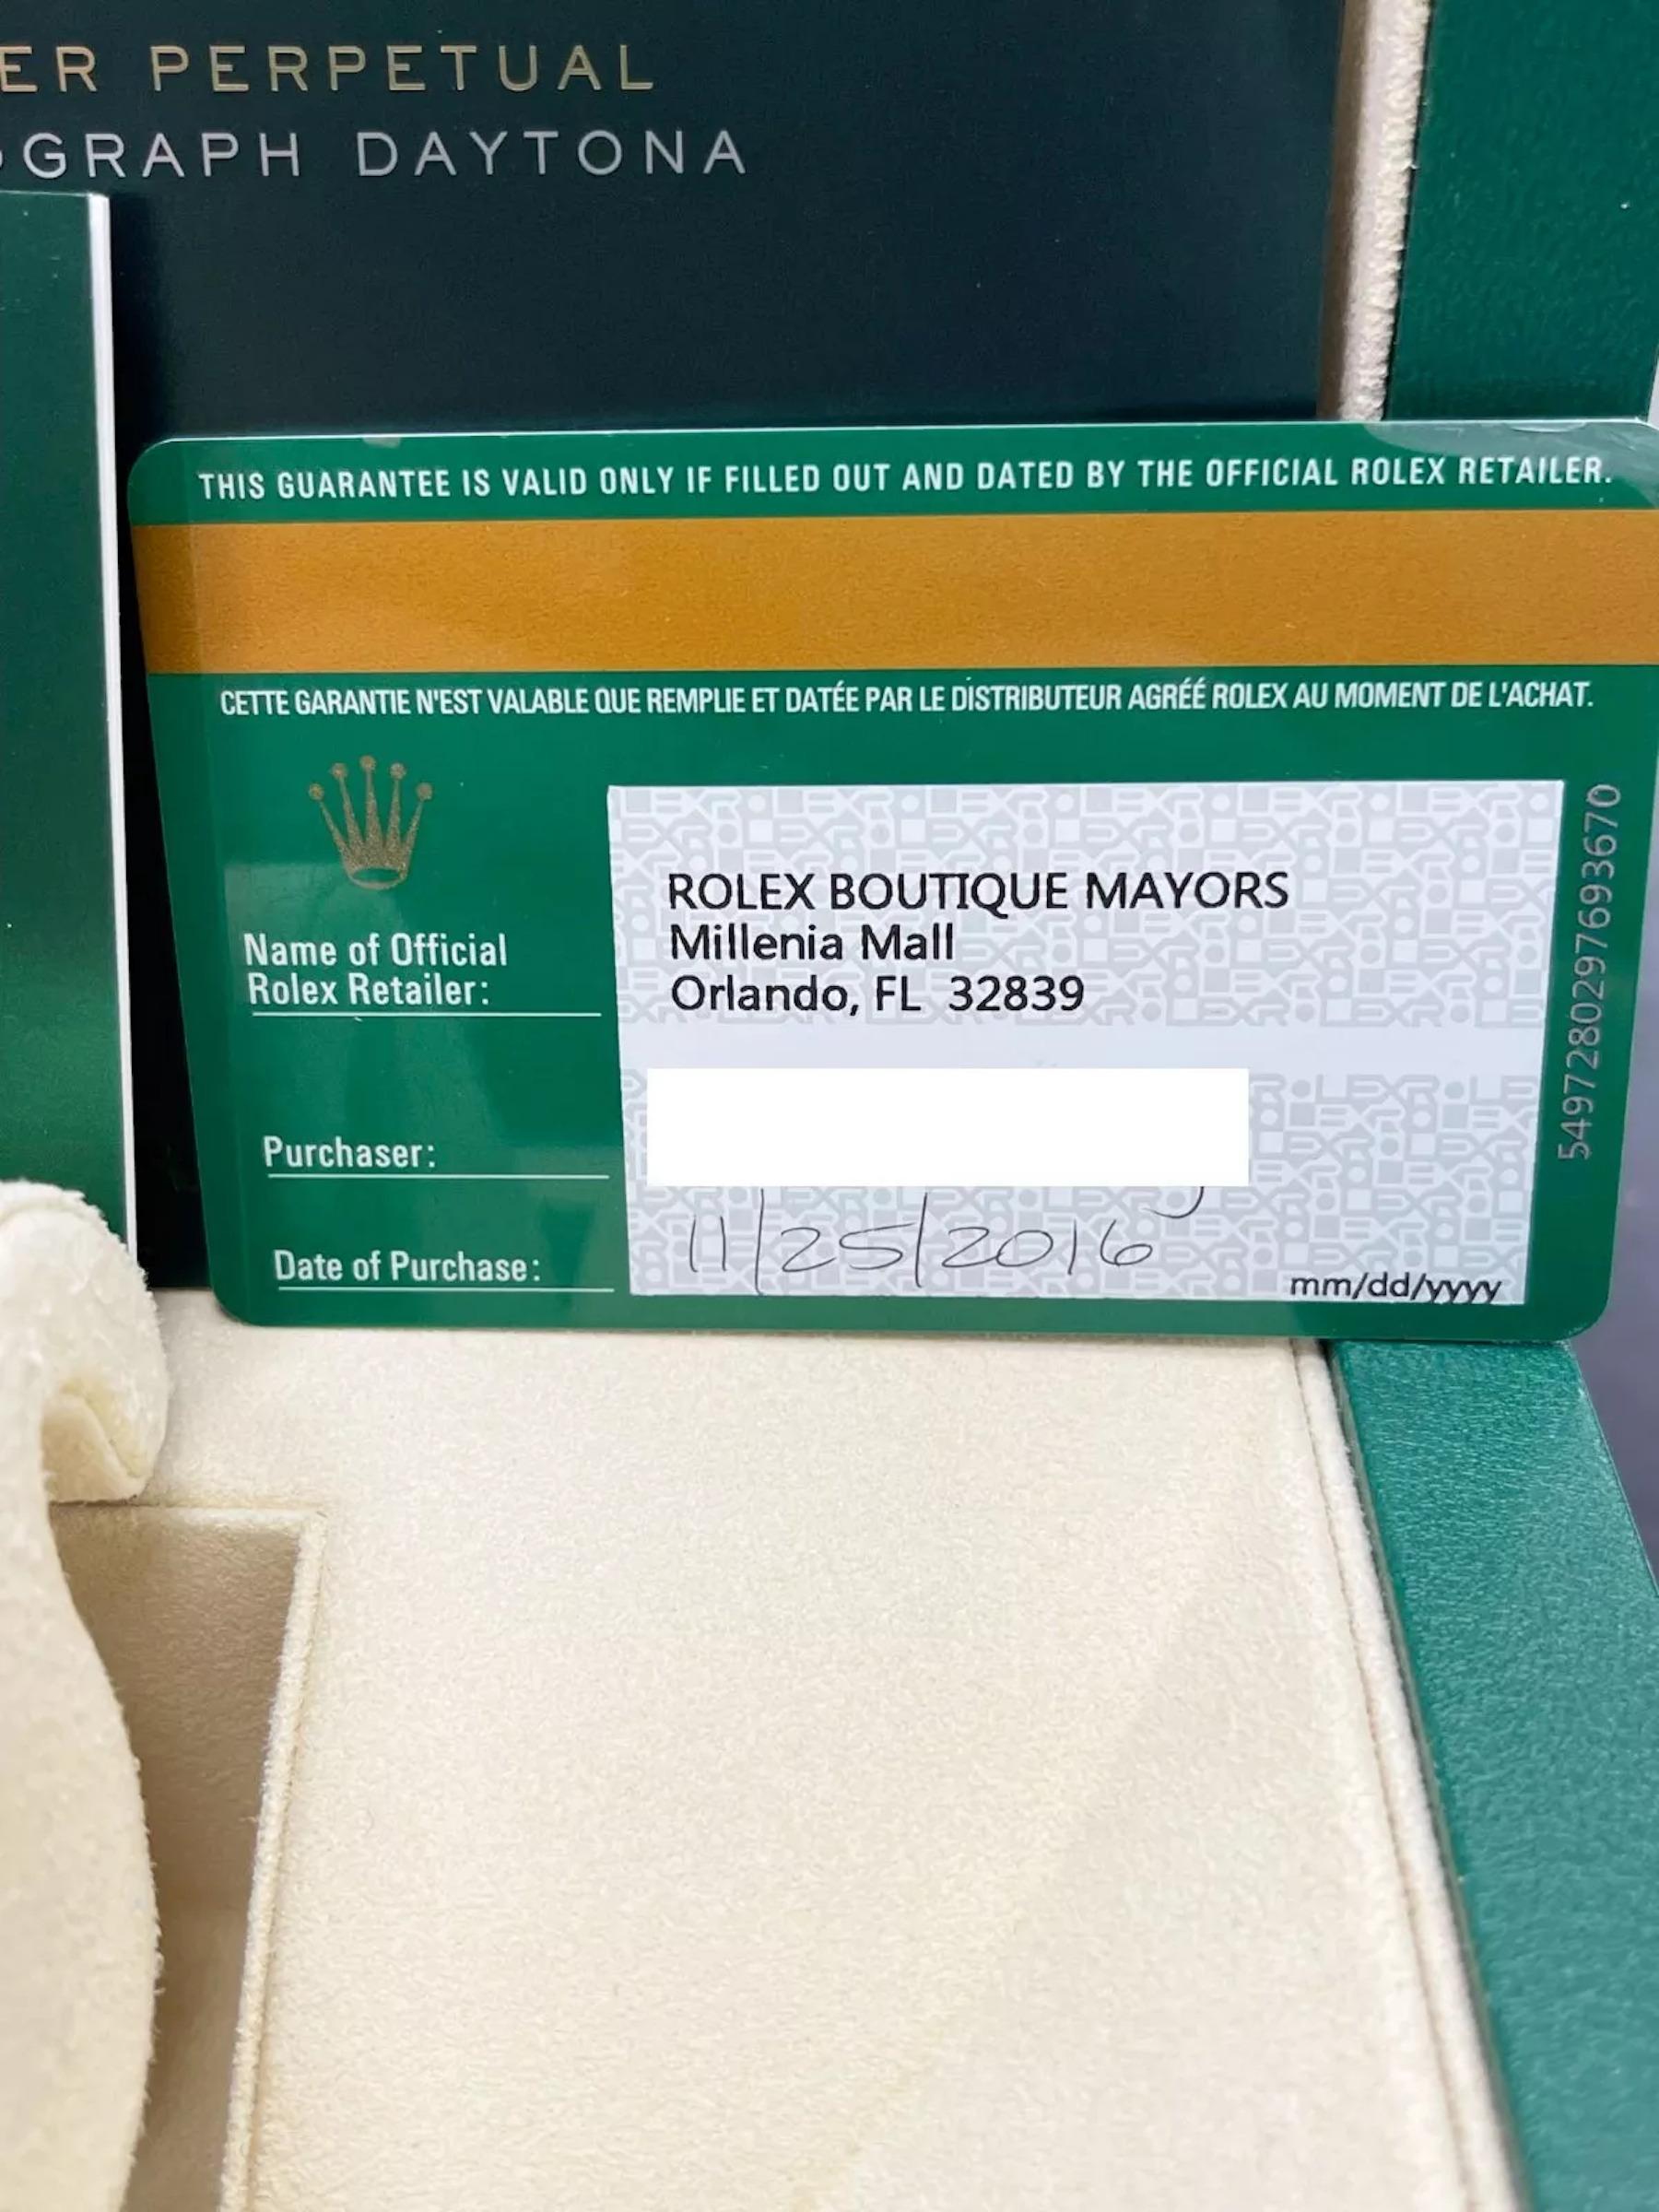 ER PERPETUAL
OGRAPH DAYTONA
THIS GUARANTEE IS VALID ONLY IF FILLED OUT AND DATED BY THE OFFICIAL ROLEX RETAILER.
CETTE GARANTIE N'EST VALABLE QUE REMPLIE ET DATÉE PAR LE DISTRIBUTEUR AGRÉÉ ROLEX AU MOMENT DE L'ACHAT.
ROLEX BOUTIQUE MAYORS
Name of Official Millenia Mall
Rolex Retailer: Orlando, FL 32839
Purchaser:
Date of Purchase: 11/25/2016
mm/dd/yyyy
5497280297693670